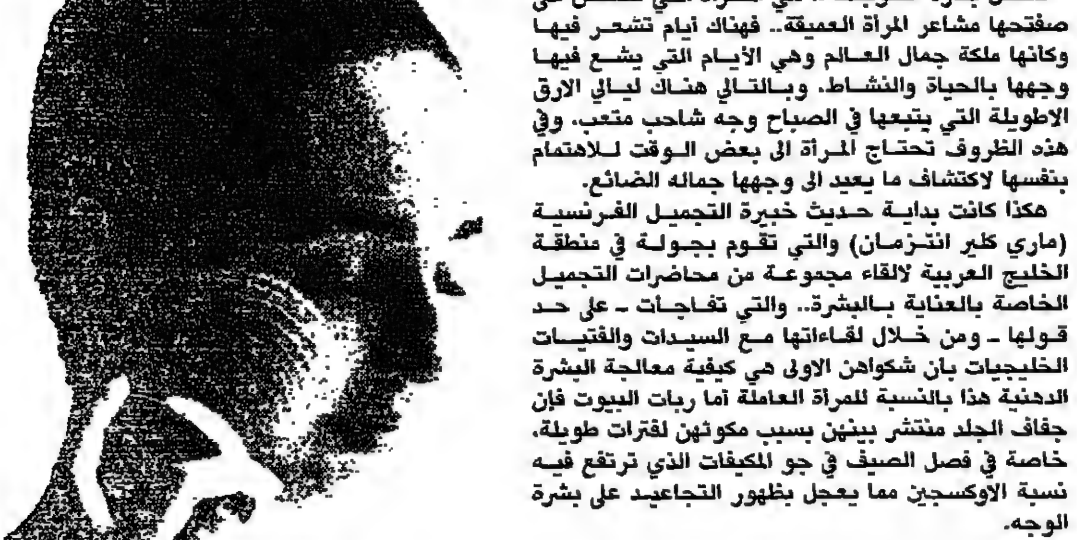 صفتحها مشاعر المرأة العميقة.. فهناك أيام تشعر فيها
وكأنها ملكة جمال العالم وهي الأيام التي يشع فيها
وجهها بالحياة والنشاط، وبالتالي هناك ليالي الارق
الاطويلة التي يتبعها في الصباح وجه شاحب متعب، وفي
هذه الظروف تحتاج المرأة الى بعض الوقت للاهتمام
بنفسها لاكتشاف ما يعيد الى وجهها جماله الضائع.
هكذا كانت بداية حديث خبيرة التجميل الفرنسية
(ماري كلير انتزمان) والتي تقوم بجولة في منطقة
الخليج العربية لالقاء مجموعة من محاضرات التجميل
الخاصة بالعناية بالبشرة.. والتي تفاجأت - على حد
قولها - ومن خلال لقاءاتها مع السيدات والفتيات
الخليجيات بان شكواهن الاولى هي كيفية معالجة البشرة
الدهنية هذا بالنسبة للمرأة العاملة أما ربات البيوت فإن
جفاف الجلد منتشر بينهن بسبب مكوثهن لفترات طويلة،
خاصة في فصل الصيف في جو المكيفات الذي ترتفع فيه
نسبة الاوكسجين مما يعجل بظهور التجاعيد على بشرة
الوجه.